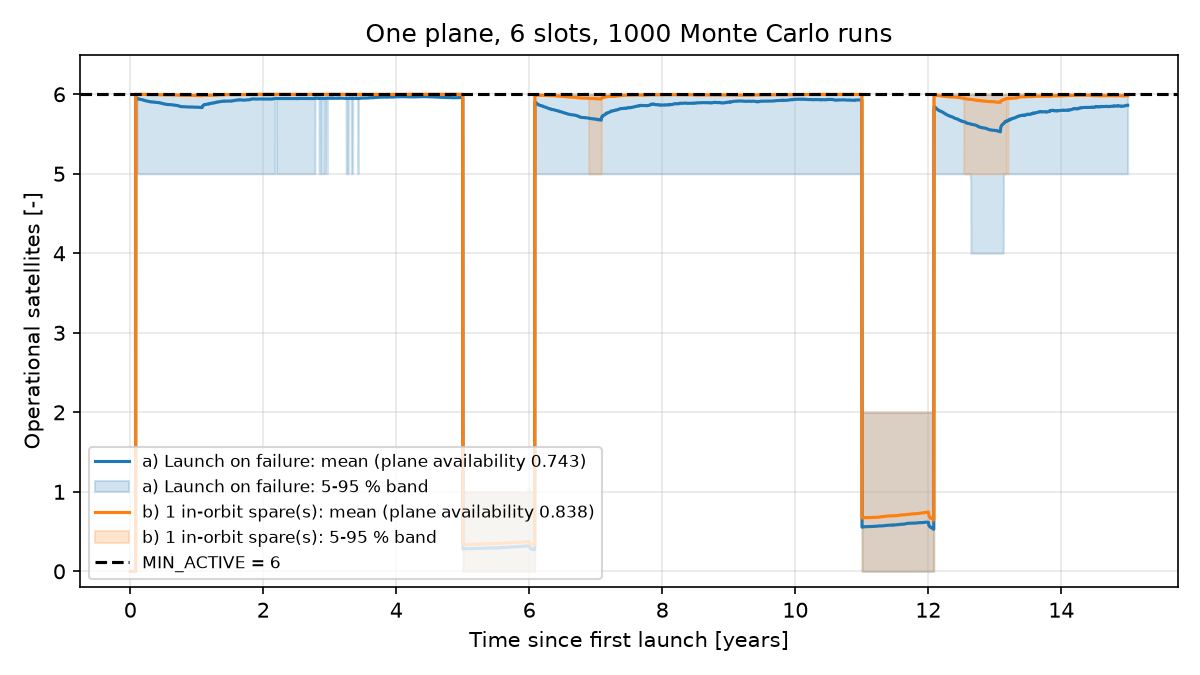 One plane, 6 slots, 1000 Monte Carlo runs
Operational satellites [-]
6
5
4
3
2
1
0
a) Launch on failure: mean (plane availability 0.743)
a) Launch on failure: 5-95 % band
b) 1 in-orbit spare(s): mean (plane availability 0.838)
b) 1 in-orbit spare(s): 5-95 % band
MIN_ACTIVE = 6
0 2 4 6 8 10 12 14
Time since first launch [years]